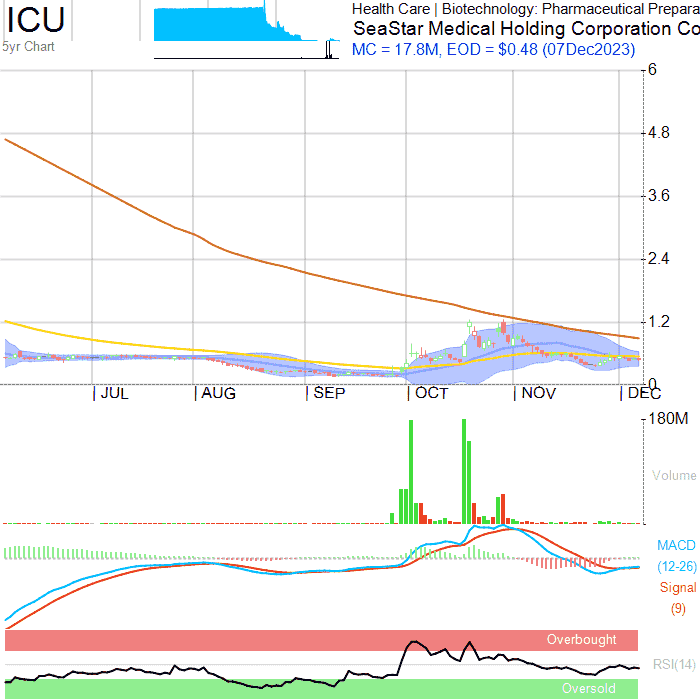 ICU
5yr Chart
Health Care | Biotechnology: Pharmaceutical Prepara
SeaStar Medical Holding Corporation Co
MC = 17.8M, EOD = $0.48 (07Dec2023)
6
4.8
3.6
2.4
1.2
0
JUL AUG SEP OCT NOV DEC
180M
Volume
MACD
(12-26)
Signal
(9)
Overbought
RSI(14)
Oversold